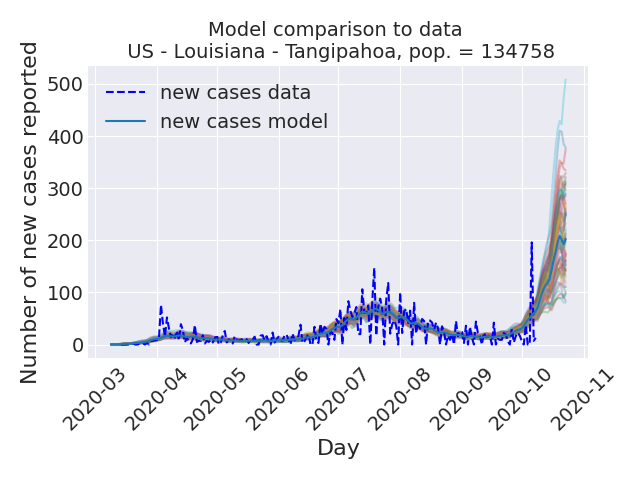 Model comparison to data
US - Louisiana - Tangipahoa, pop. = 134758
Number of new cases reported
500
400
300
200
100
0
new cases data
new cases model
2020-03
2020-04
2020-05
2020-06
2020-07
2020-08
2020-09
2020-10
2020-11
Day